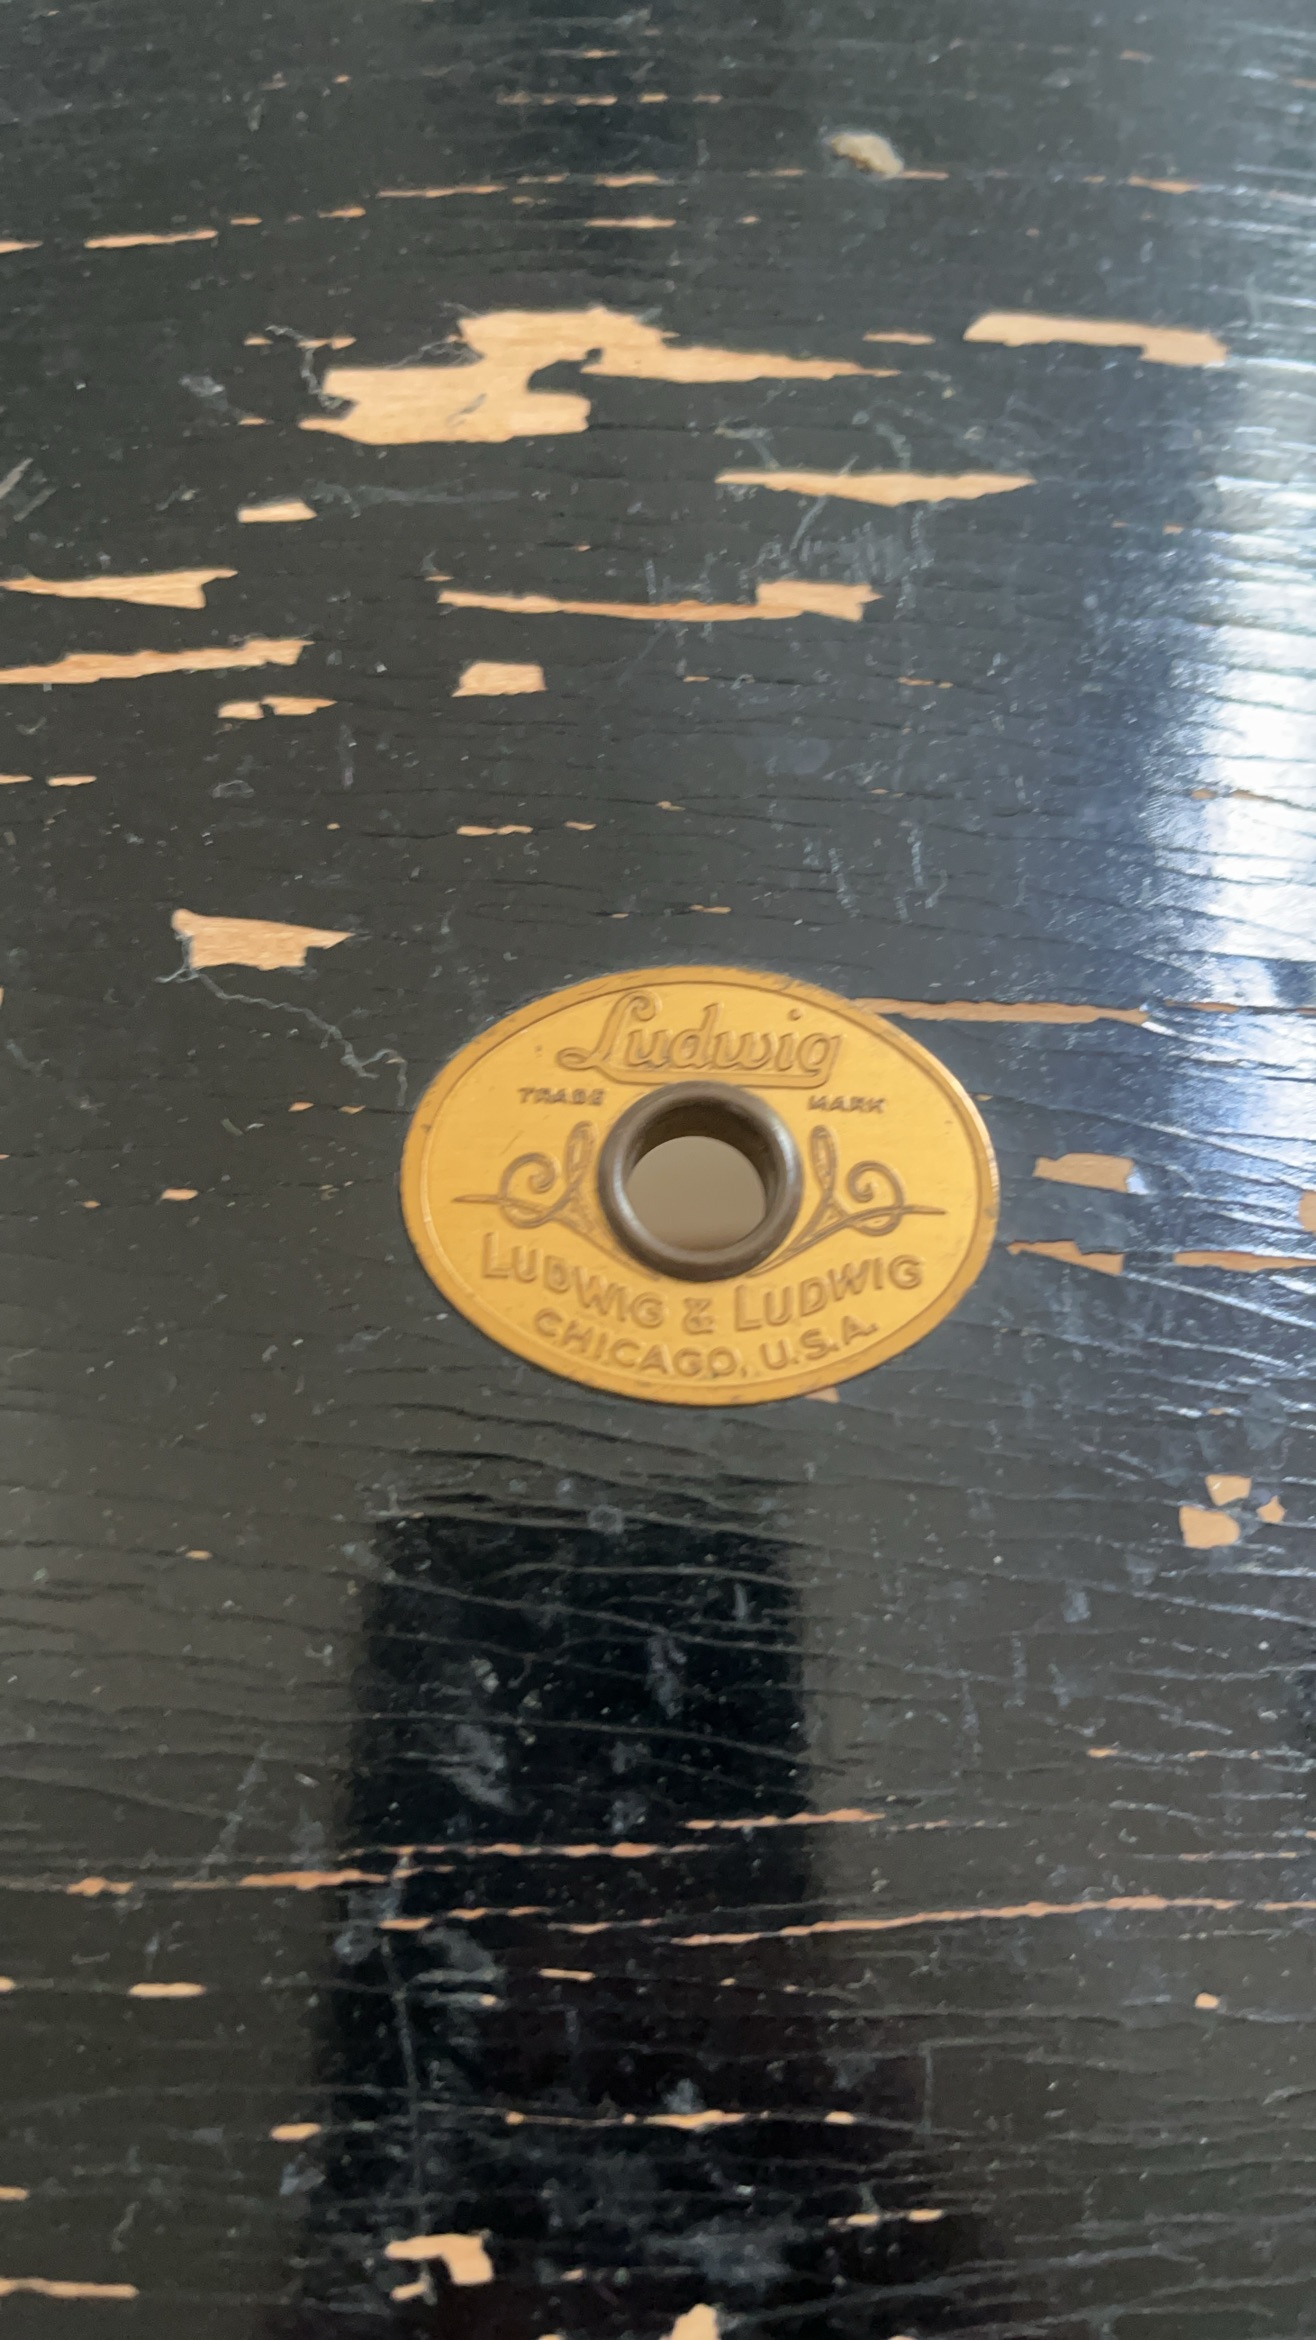 Ludwig
TRADE MARK
LUDWIG & LUDWIG
CHICAGO, U.S.A.